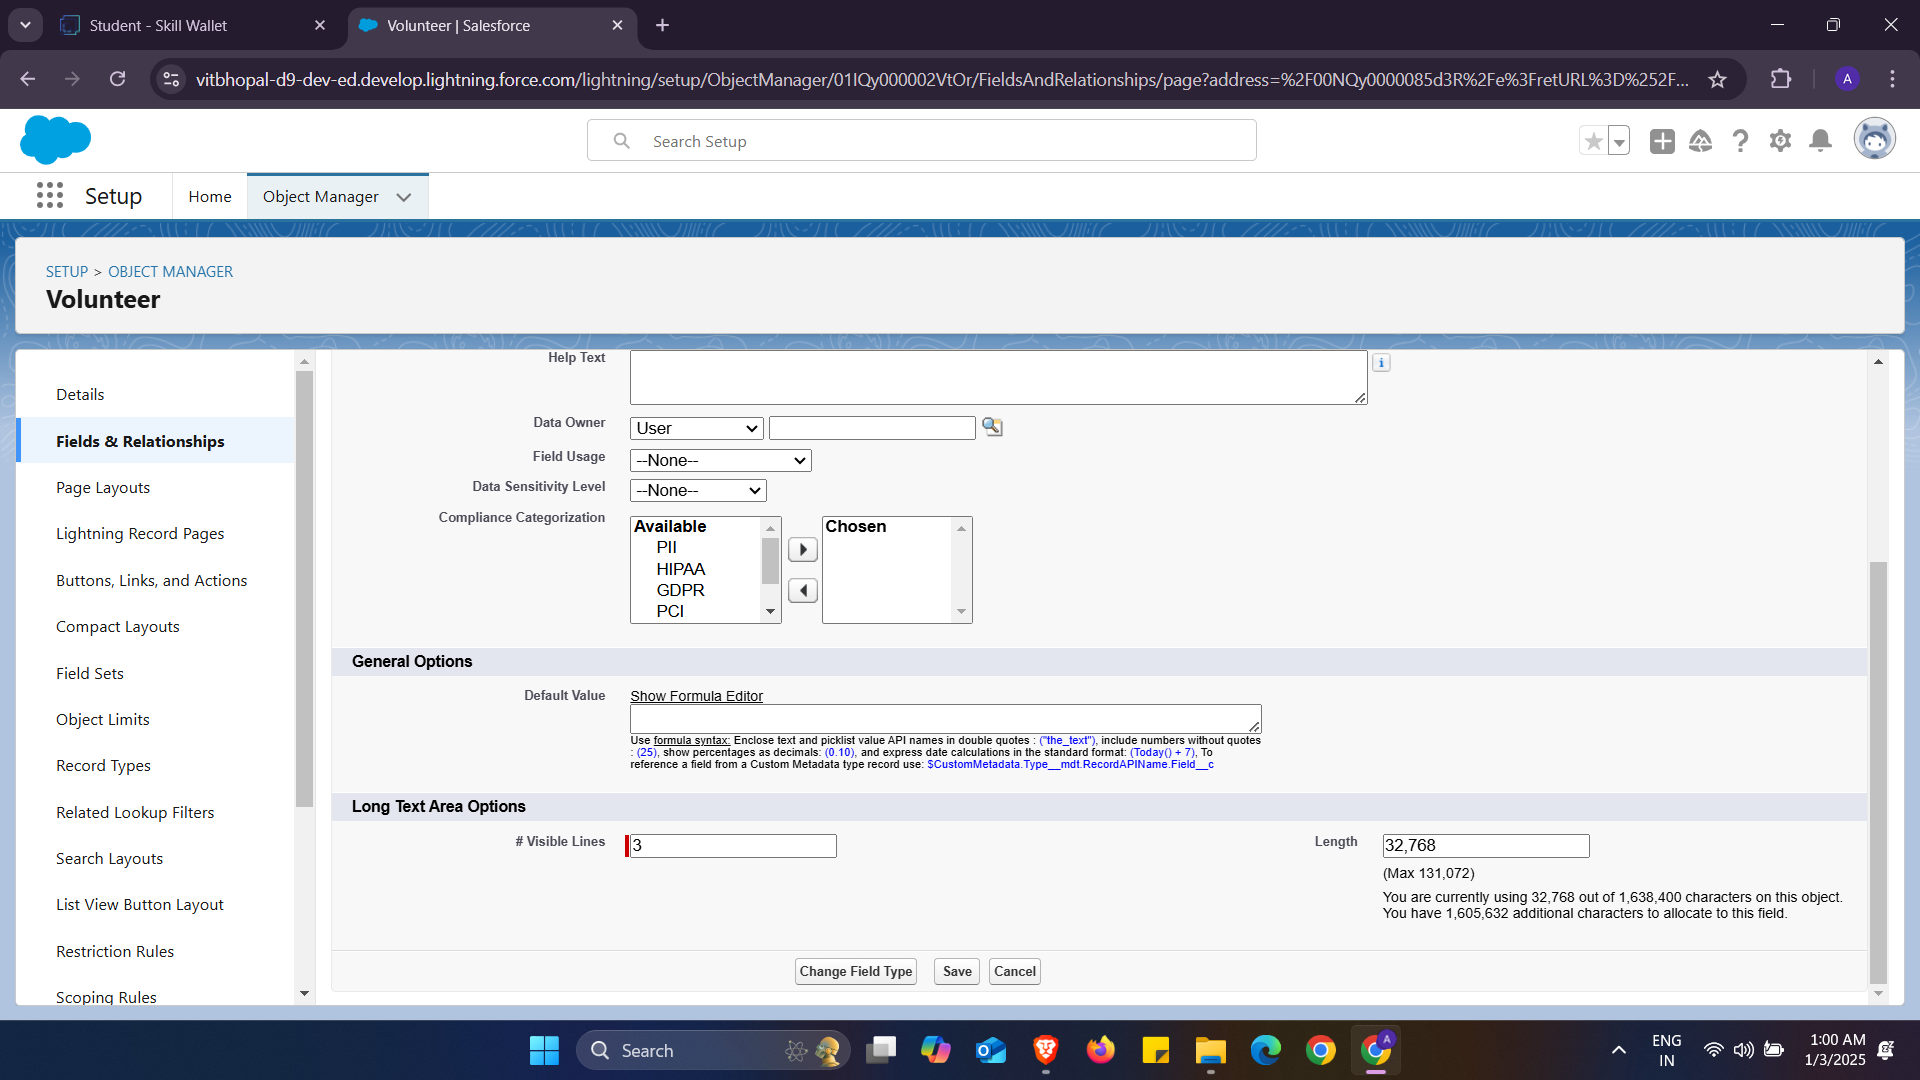 Student - Skill Wallet
Volunteer | Salesforce
vitbhopal-d9-dev-ed.develop.lightning.force.com/lightning/setup/ObjectManager/01IQy000002VtOr/FieldsAndRelationships/page?address=%2F00NQy0000085d3R%2Fe%3FretURL%3D%252F...
A
Search Setup
Setup
Home
Object Manager
SETUP > OBJECT MANAGER
Volunteer
Details
Fields & Relationships
Page Layouts
Lightning Record Pages
Buttons, Links, and Actions
Compact Layouts
Field Sets
Object Limits
Record Types
Related Lookup Filters
Search Layouts
List View Button Layout
Restriction Rules
Scoping Rules
Help Text
i
Data Owner
User
Field Usage
--None--
Data Sensitivity Level
--None--
Compliance Categorization
Available
PII
HIPAA
GDPR
PCI
Chosen
General Options
Default Value
Show Formula Editor
Use formula syntax: Enclose text and picklist value API names in double quotes : ("the_text"), include numbers without quotes
: (25), show percentages as decimals: (0.10), and express date calculations in the standard format: (Today() + 7), To
reference a field from a Custom Metadata type record use: $CustomMetadata.Type__mdt.RecordAPIName.Field__c
Long Text Area Options
# Visible Lines
3
Length
32,768
(Max 131,072)
You are currently using 32,768 out of 1,638,400 characters on this object.
You have 1,605,632 additional characters to allocate to this field.
Change Field Type
Save
Cancel
Search
A
ENG
IN
1:00 AM
1/3/2025